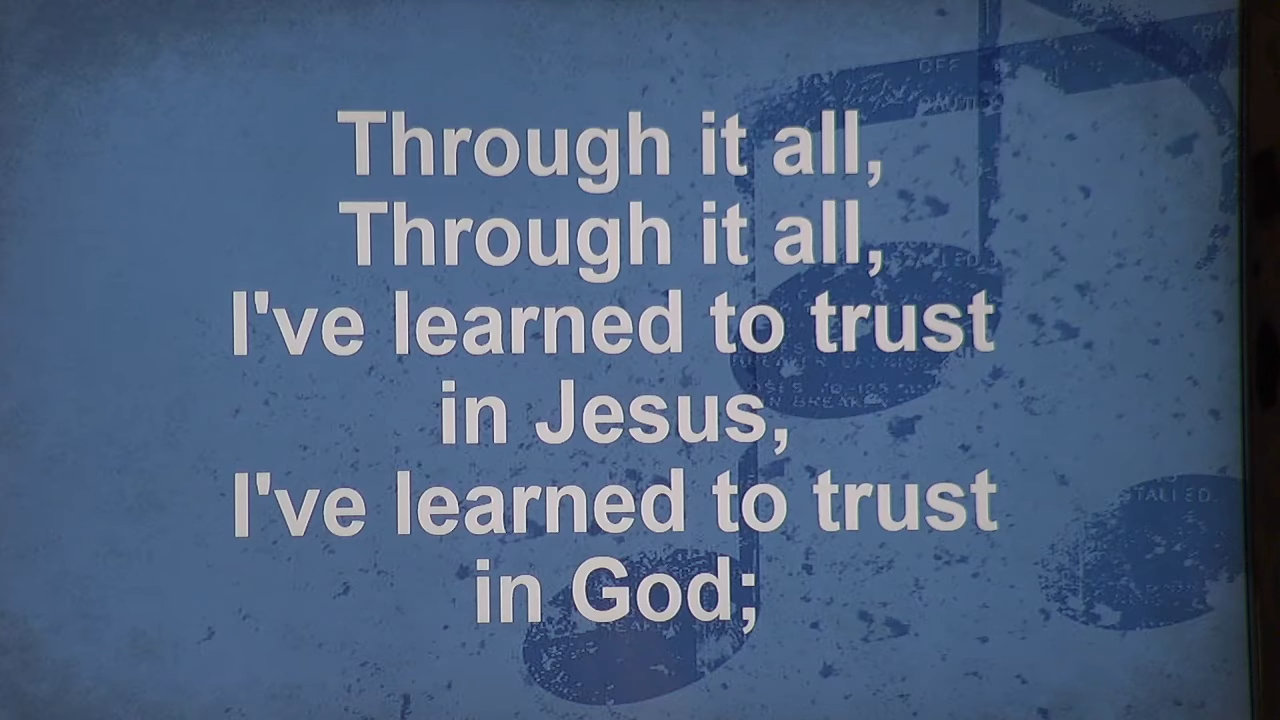 Through it all,
Through it all,
I've learned to trust
in Jesus,
I've learned to trust
in God;